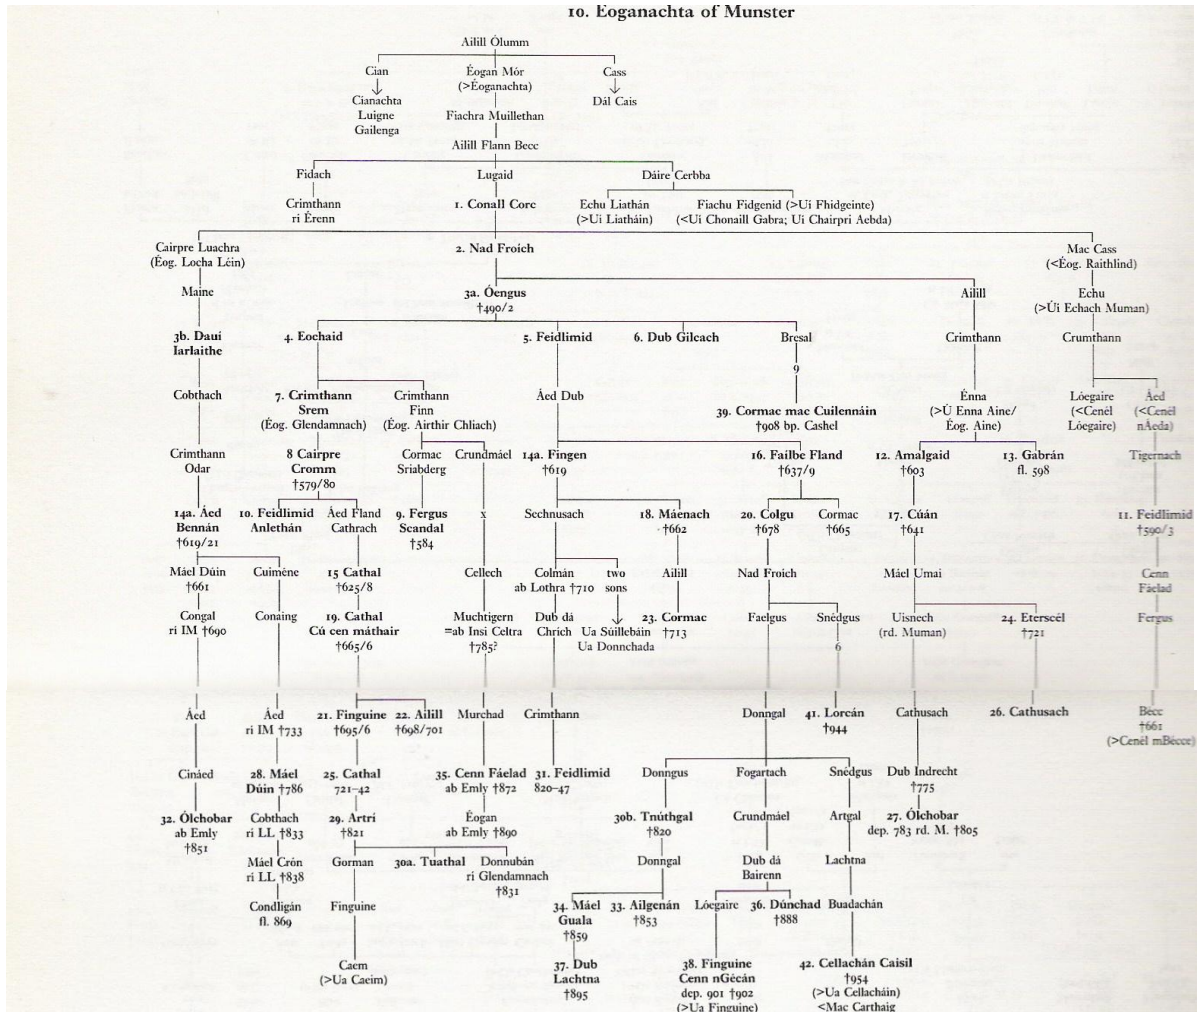 10. Eoganachta of Munster
Ailill Ólumm
Cian
Éogan Mór
Cass
(>Éoganachta)
Cianachta
Dál Cais
Luigne
Fiachra Muillethan
Gailenga
Ailill Flann Becc
Fidach
Lugaid
Dáire Cerbba
Crimthann
1. Conall Corc
Echu Liathán
Fiachu Fidgenid (>Ui Fhidgeinte)
ri Érenn
(>Ui Liatháin)
(<Ui Chonaill Gabra; Ui Chairpri Aebda)
Cairpre Luachra
2. Nad Froích
Mac Cass
(Éog. Locha Léin)
(<Éog. Raithlind)
Maine
3a. Óengus
Ailill
Echu
†490/2
(>Úi Echach Muman)
3b. Dauí
4. Eochaid
5. Feidlimid
6. Dub Gilcach
Bresal
Crimthann
Crumthann
Iarlaithe
9
Cobthach
7. Crimthann
Crimthann
Áed Dub
Énna
Lóegaire
Áed
Srem
Finn
39. Cormac mac Cuilennáin
(>Ú Enna Aine/
(<Cenél
(<Cenél
(Éog. Glendamnach)
(Éog. Airthir Chliach)
†908 bp. Cashel
Éog. Aine)
Lóegaire)
nÁeda)
Crimthann
8 Cairpre
Cormac
Crundmáel
14a. Fingen
16. Faílbe Fland
12. Amalgaid
13. Gabrán
Tigernach
Odar
Cromm
Sriabderg
†619
†637/9
†603
fl. 598
†579/80
14a. Áed
10. Feidlimid
Áed Fland
9. Fergus
x
Sechnusach
18. Máenach
20. Colgu
Cormac
17. Cúán
11. Feidlimid
Bennán
Anlethán
Cathrach
Scandal
†662
†678
†665
†641
†590/3
†619/21
†584
Máel Dúin
Cuiméne
15 Cathal
Cellech
Colmán
two
Ailill
Nad Froich
Máel Umai
Cenn
†661
†625/8
ab Lothra †710
sons
Fáelad
Congal
Conaing
19. Cathal
Muchtigern
Dub dá
23. Cormac
Faelgus
Snédgus
Uisnech
24. Eterscél
Fergus
ri IM †690
Cú cen máthair
=ab Insi Celtra
Chrích
Ua Súillebáin
†713
(rd. Muman)
†721
†665/6
†785?
Ua Donnchada
6
Áed
Áed
21. Finguine
22. Ailill
Murchad
Crimthann
Donngal
41. Lorcán
Cathusach
26. Cathusach
Bécc
ri IM †733
†695/6
†698/701
†944
†661
(>Cenél mBécce)
Cináed
28. Máel
25. Cathal
35. Cenn Fáelad
31. Feidlimid
Donngus
Fogartach
Snédgus
Dub Indrecht
Dúin †786
721–42
ab Emly †872
820–47
†775
32. Ólchobar
Cobthach
29. Artrí
Éogan
30b. Tnúthgal
Crundmáel
Artgal
27. Ólchobar
ab Emly
ri LL †833
†821
ab Emly †890
†820
dep. 783 rd. M. †805
†851
Máel Crón
Gorman
30a. Tuathal
Donnubán
Donngal
Dub dá
Lachtna
ri LL †838
ri Glendamnach
Bairenn
†831
Condligán
Finguine
34. Máel
33. Ailgenán
Lóegaire
36. Dúnchad
Buadachán
fl. 869
Guala
†853
†888
†859
Caem
37. Dub
38. Finguine
42. Cellachán Caisil
(>Ua Caeim)
Lachtna
Cenn nGécán
†954
†895
dep. 901 †902
(>Ua Cellacháin)
(>Ua Finguine)
<Mac Carthaig